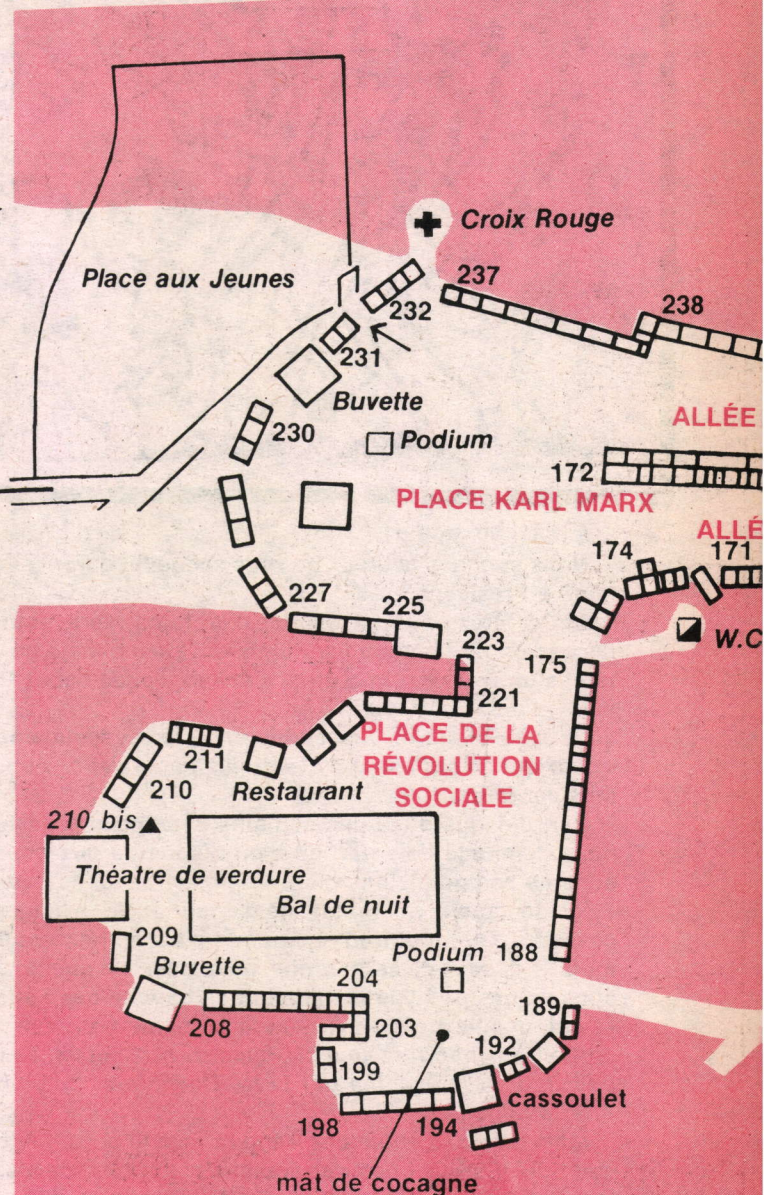 Croix Rouge
Place aux Jeunes
237
232
238
231
Buvette
ALLÉE
230
Podium
172
PLACE KARL MARX
ALLÉ
174
171
227
225
223
W.C
175
221
PLACE DE LA
RÉVOLUTION
SOCIALE
211
210
Restaurant
210 bis
Théatre de verdure
Bal de nuit
209
Buvette
Podium
188
204
208
203
189
192
199
cassoulet
198
194
mât de cocagne